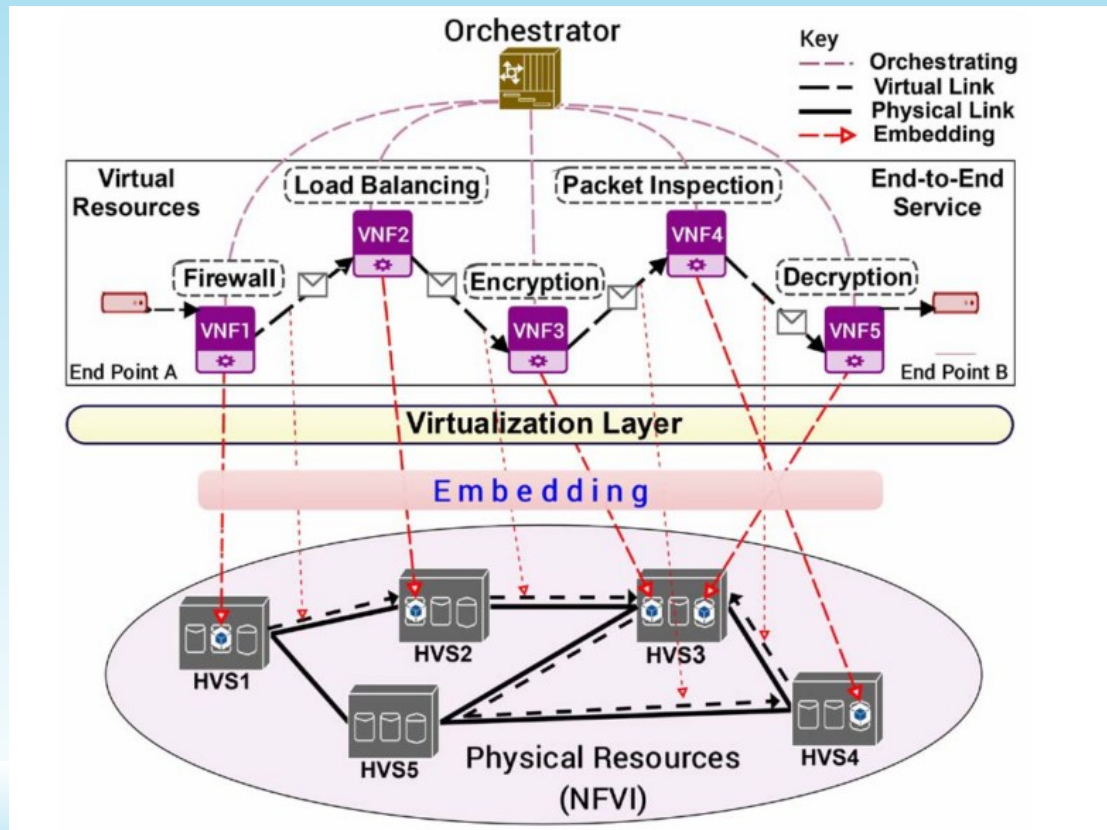 Orchestrator
Key
Orchestrating
Virtual Link
Physical Link
Embedding
Virtual
Resources
Load Balancing
Packet Inspection
End-to-End
Service
VNF2
VNF4
Firewall
Encryption
Decryption
VNF1
VNF3
VNF5
End Point A
End Point B
Virtualization Layer
Embedding
HVS1
HVS2
HVS3
HVS4
HVS5
Physical Resources
(NFVI)